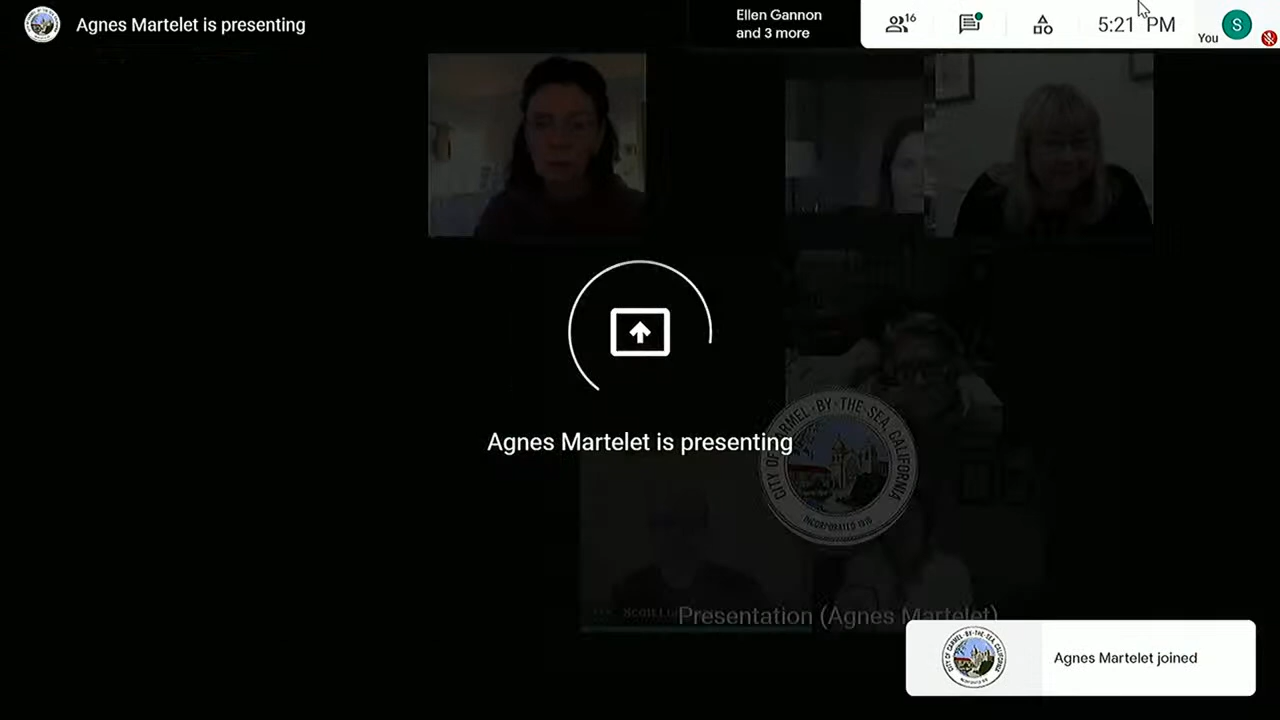 Agnes Martelet is presenting
Ellen Gannon
and 3 more
16
5:21 PM
You
S
Agnes Martelet is presenting
CITY OF CARMEL-BY-THE-SEA, CALIFORNIA
INCORPORATED 1916
Presentation (Agnes Martelet)
Agnes Martelet joined